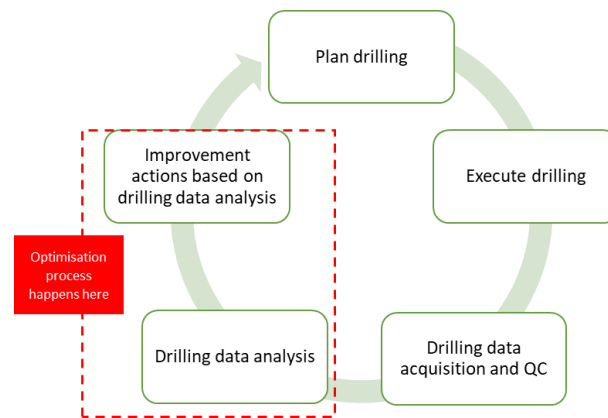 Plan drilling
Execute drilling
Drilling data
acquisition and QC
Drilling data analysis
Improvement
actions based on
drilling data analysis
Optimisation
process
happens here